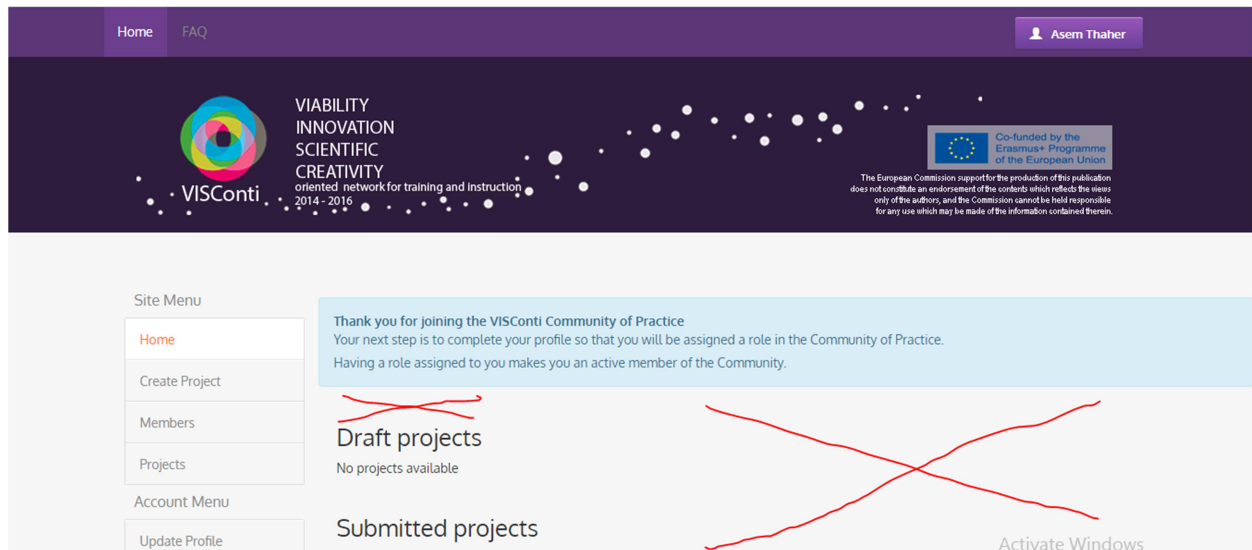 Home
FAQ
Asem Thaher
VIABILITY
INNOVATION
SCIENTIFIC
CREATIVITY
oriented network for training and instruction
2014 - 2016
VISConti
Co-funded by the
Erasmus+ Programme
of the European Union
The European Commission support for the production of this publication
does not constitute an endorsement of the contents which reflects the views
only of the authors, and the Commission cannot be held responsible
for any use which may be made of the information contained therein.
Site Menu
Home
Create Project
Members
Projects
Account Menu
Update Profile
Thank you for joining the VISConti Community of Practice
Your next step is to complete your profile so that you will be assigned a role in the Community of Practice.
Having a role assigned to you makes you an active member of the Community.
Draft projects
No projects available
Submitted projects
Activate Windows